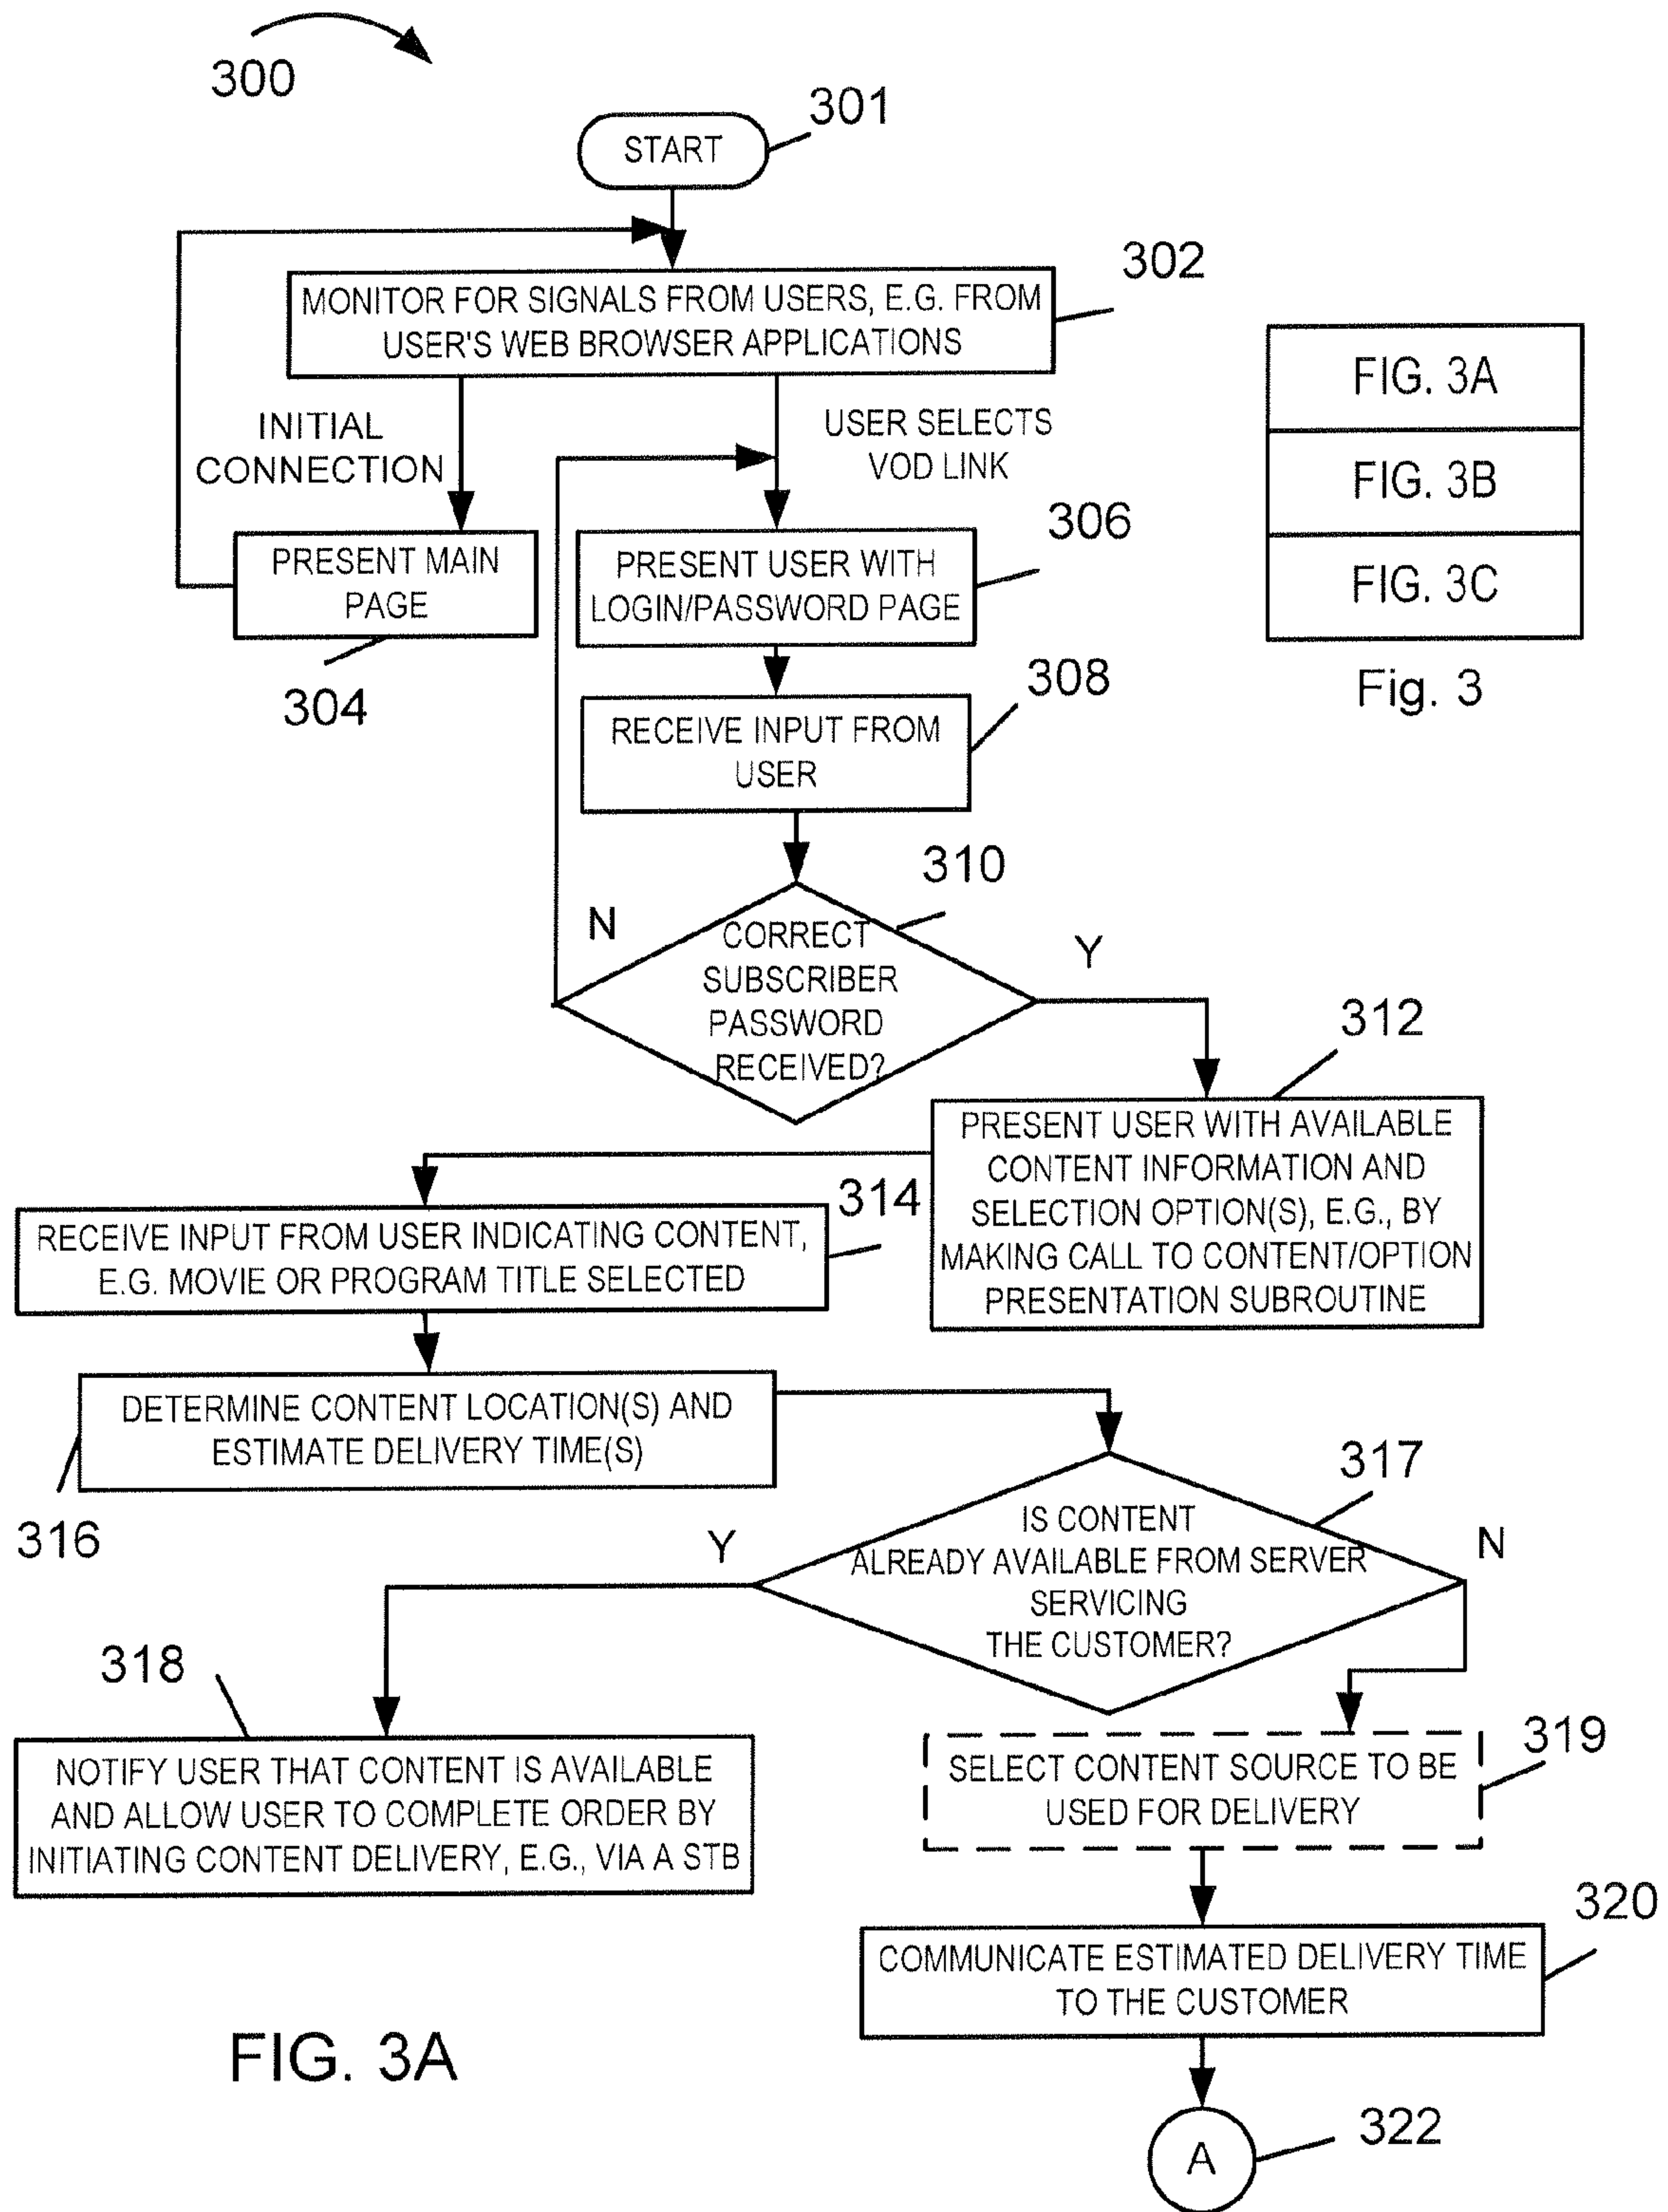 300
301
START
302
MONITOR FOR SIGNALS FROM USERS, E.G. FROM
USER'S WEB BROWSER APPLICATIONS
FIG. 3A
FIG. 3B
FIG. 3C
Fig. 3
INITIAL
CONNECTION
USER SELECTS
VOD LINK
306
PRESENT MAIN
PAGE
304
PRESENT USER WITH
LOGIN/PASSWORD PAGE
308
RECEIVE INPUT FROM
USER
310
N
CORRECT
SUBSCRIBER
PASSWORD
RECEIVED?
Y
312
PRESENT USER WITH AVAILABLE
CONTENT INFORMATION AND
SELECTION OPTION(S), E.G., BY
MAKING CALL TO CONTENT/OPTION
PRESENTATION SUBROUTINE
314
RECEIVE INPUT FROM USER INDICATING CONTENT,
E.G. MOVIE OR PROGRAM TITLE SELECTED
DETERMINE CONTENT LOCATION(S) AND
ESTIMATE DELIVERY TIME(S)
316
317
Y
IS CONTENT
ALREADY AVAILABLE FROM SERVER
SERVICING
THE CUSTOMER?
N
318
NOTIFY USER THAT CONTENT IS AVAILABLE
AND ALLOW USER TO COMPLETE ORDER BY
INITIATING CONTENT DELIVERY, E.G., VIA A STB
319
SELECT CONTENT SOURCE TO BE
USED FOR DELIVERY
320
COMMUNICATE ESTIMATED DELIVERY TIME
TO THE CUSTOMER
FIG. 3A
322
A